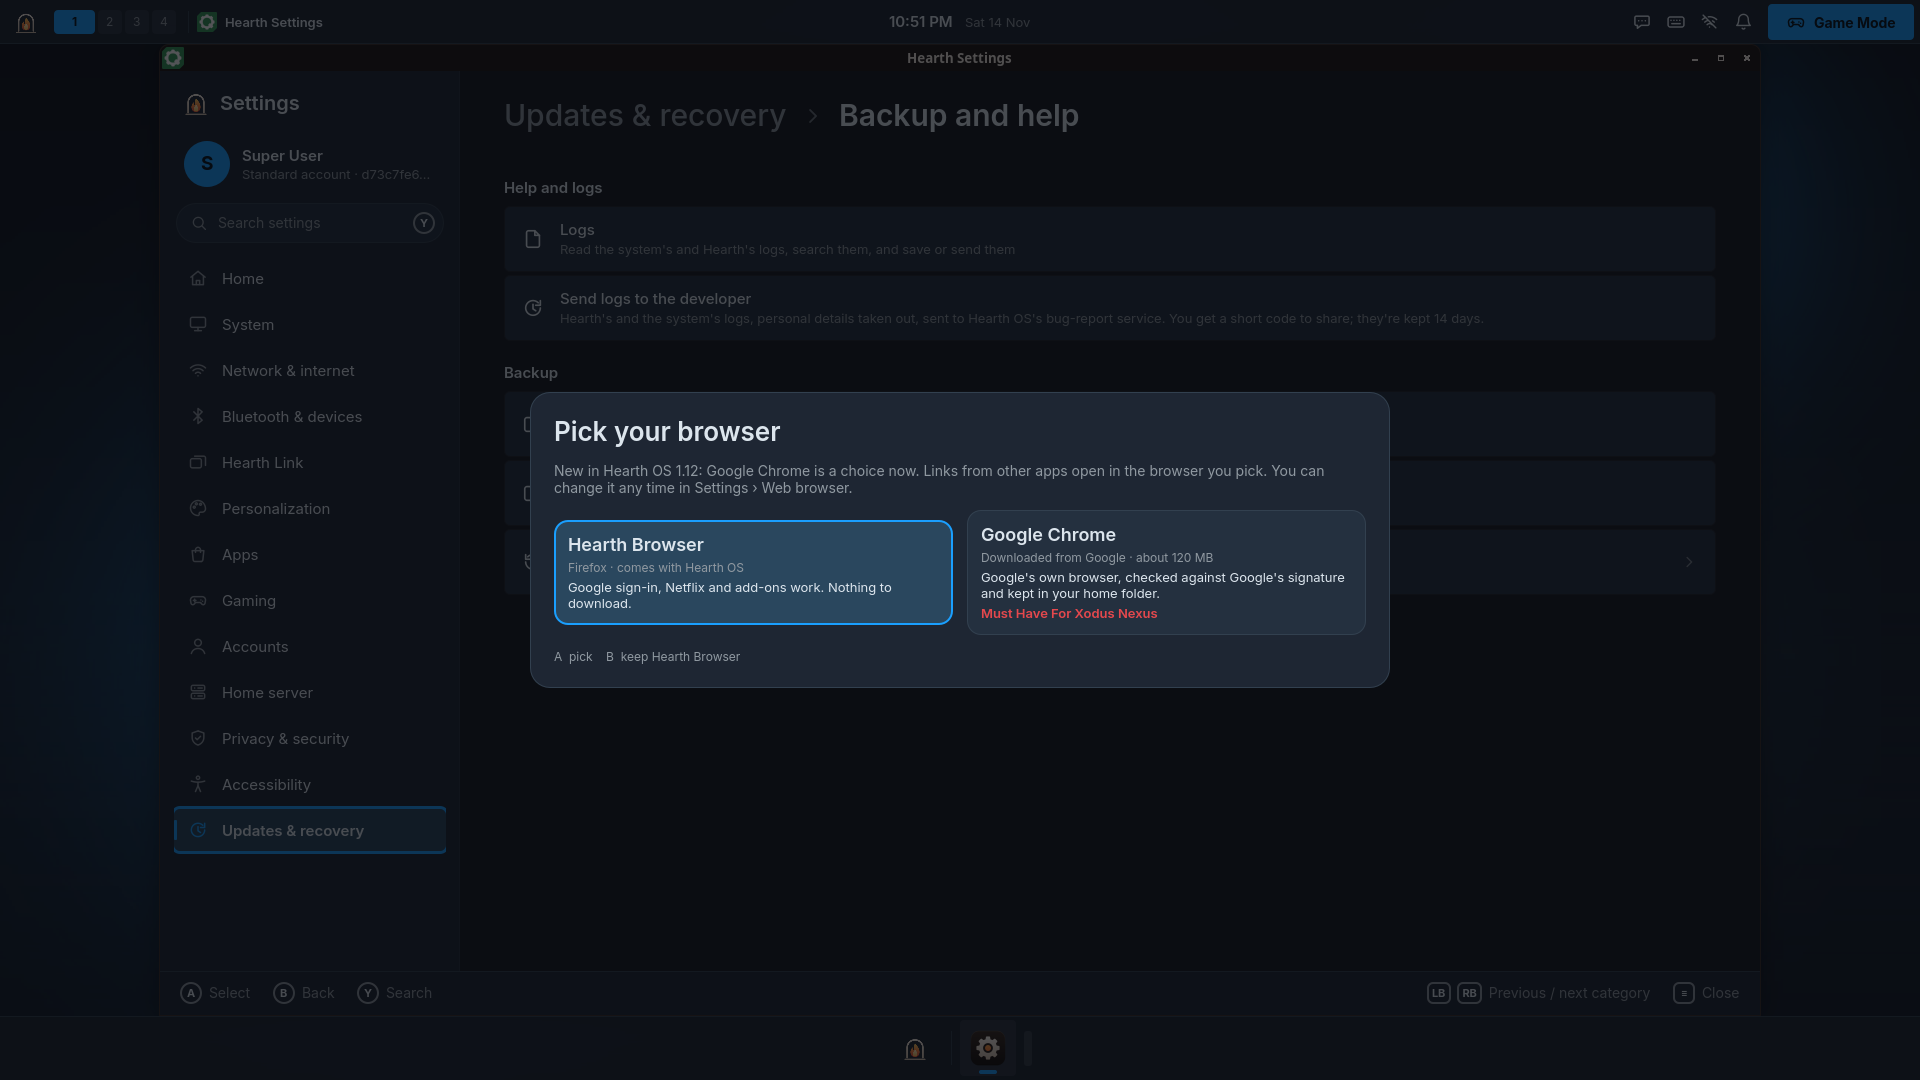 1 2 3 4 Hearth Settings 10:51 PM Sat 14 Nov Game Mode
Hearth Settings
Settings
S Super User
Standard account · d73c7fe6...
Search settings Y
Home
System
Network & internet
Bluetooth & devices
Hearth Link
Personalization
Apps
Gaming
Accounts
Home server
Privacy & security
Accessibility
Updates & recovery
Updates & recovery > Backup and help
Help and logs
Logs
Read the system's and Hearth's logs, search them, and save or send them
Send logs to the developer
Hearth's and the system's logs, personal details taken out, sent to Hearth OS's bug-report service. You get a short code to share; they're kept 14 days.
Backup
Pick your browser
New in Hearth OS 1.12: Google Chrome is a choice now. Links from other apps open in the browser you pick. You can
change it any time in Settings › Web browser.
Hearth Browser
Firefox · comes with Hearth OS
Google sign-in, Netflix and add-ons work. Nothing to
download.
Google Chrome
Downloaded from Google · about 120 MB
Google's own browser, checked against Google's signature
and kept in your home folder.
Must Have For Xodus Nexus
A pick B keep Hearth Browser
A Select B Back Y Search LB RB Previous / next category ≡ Close